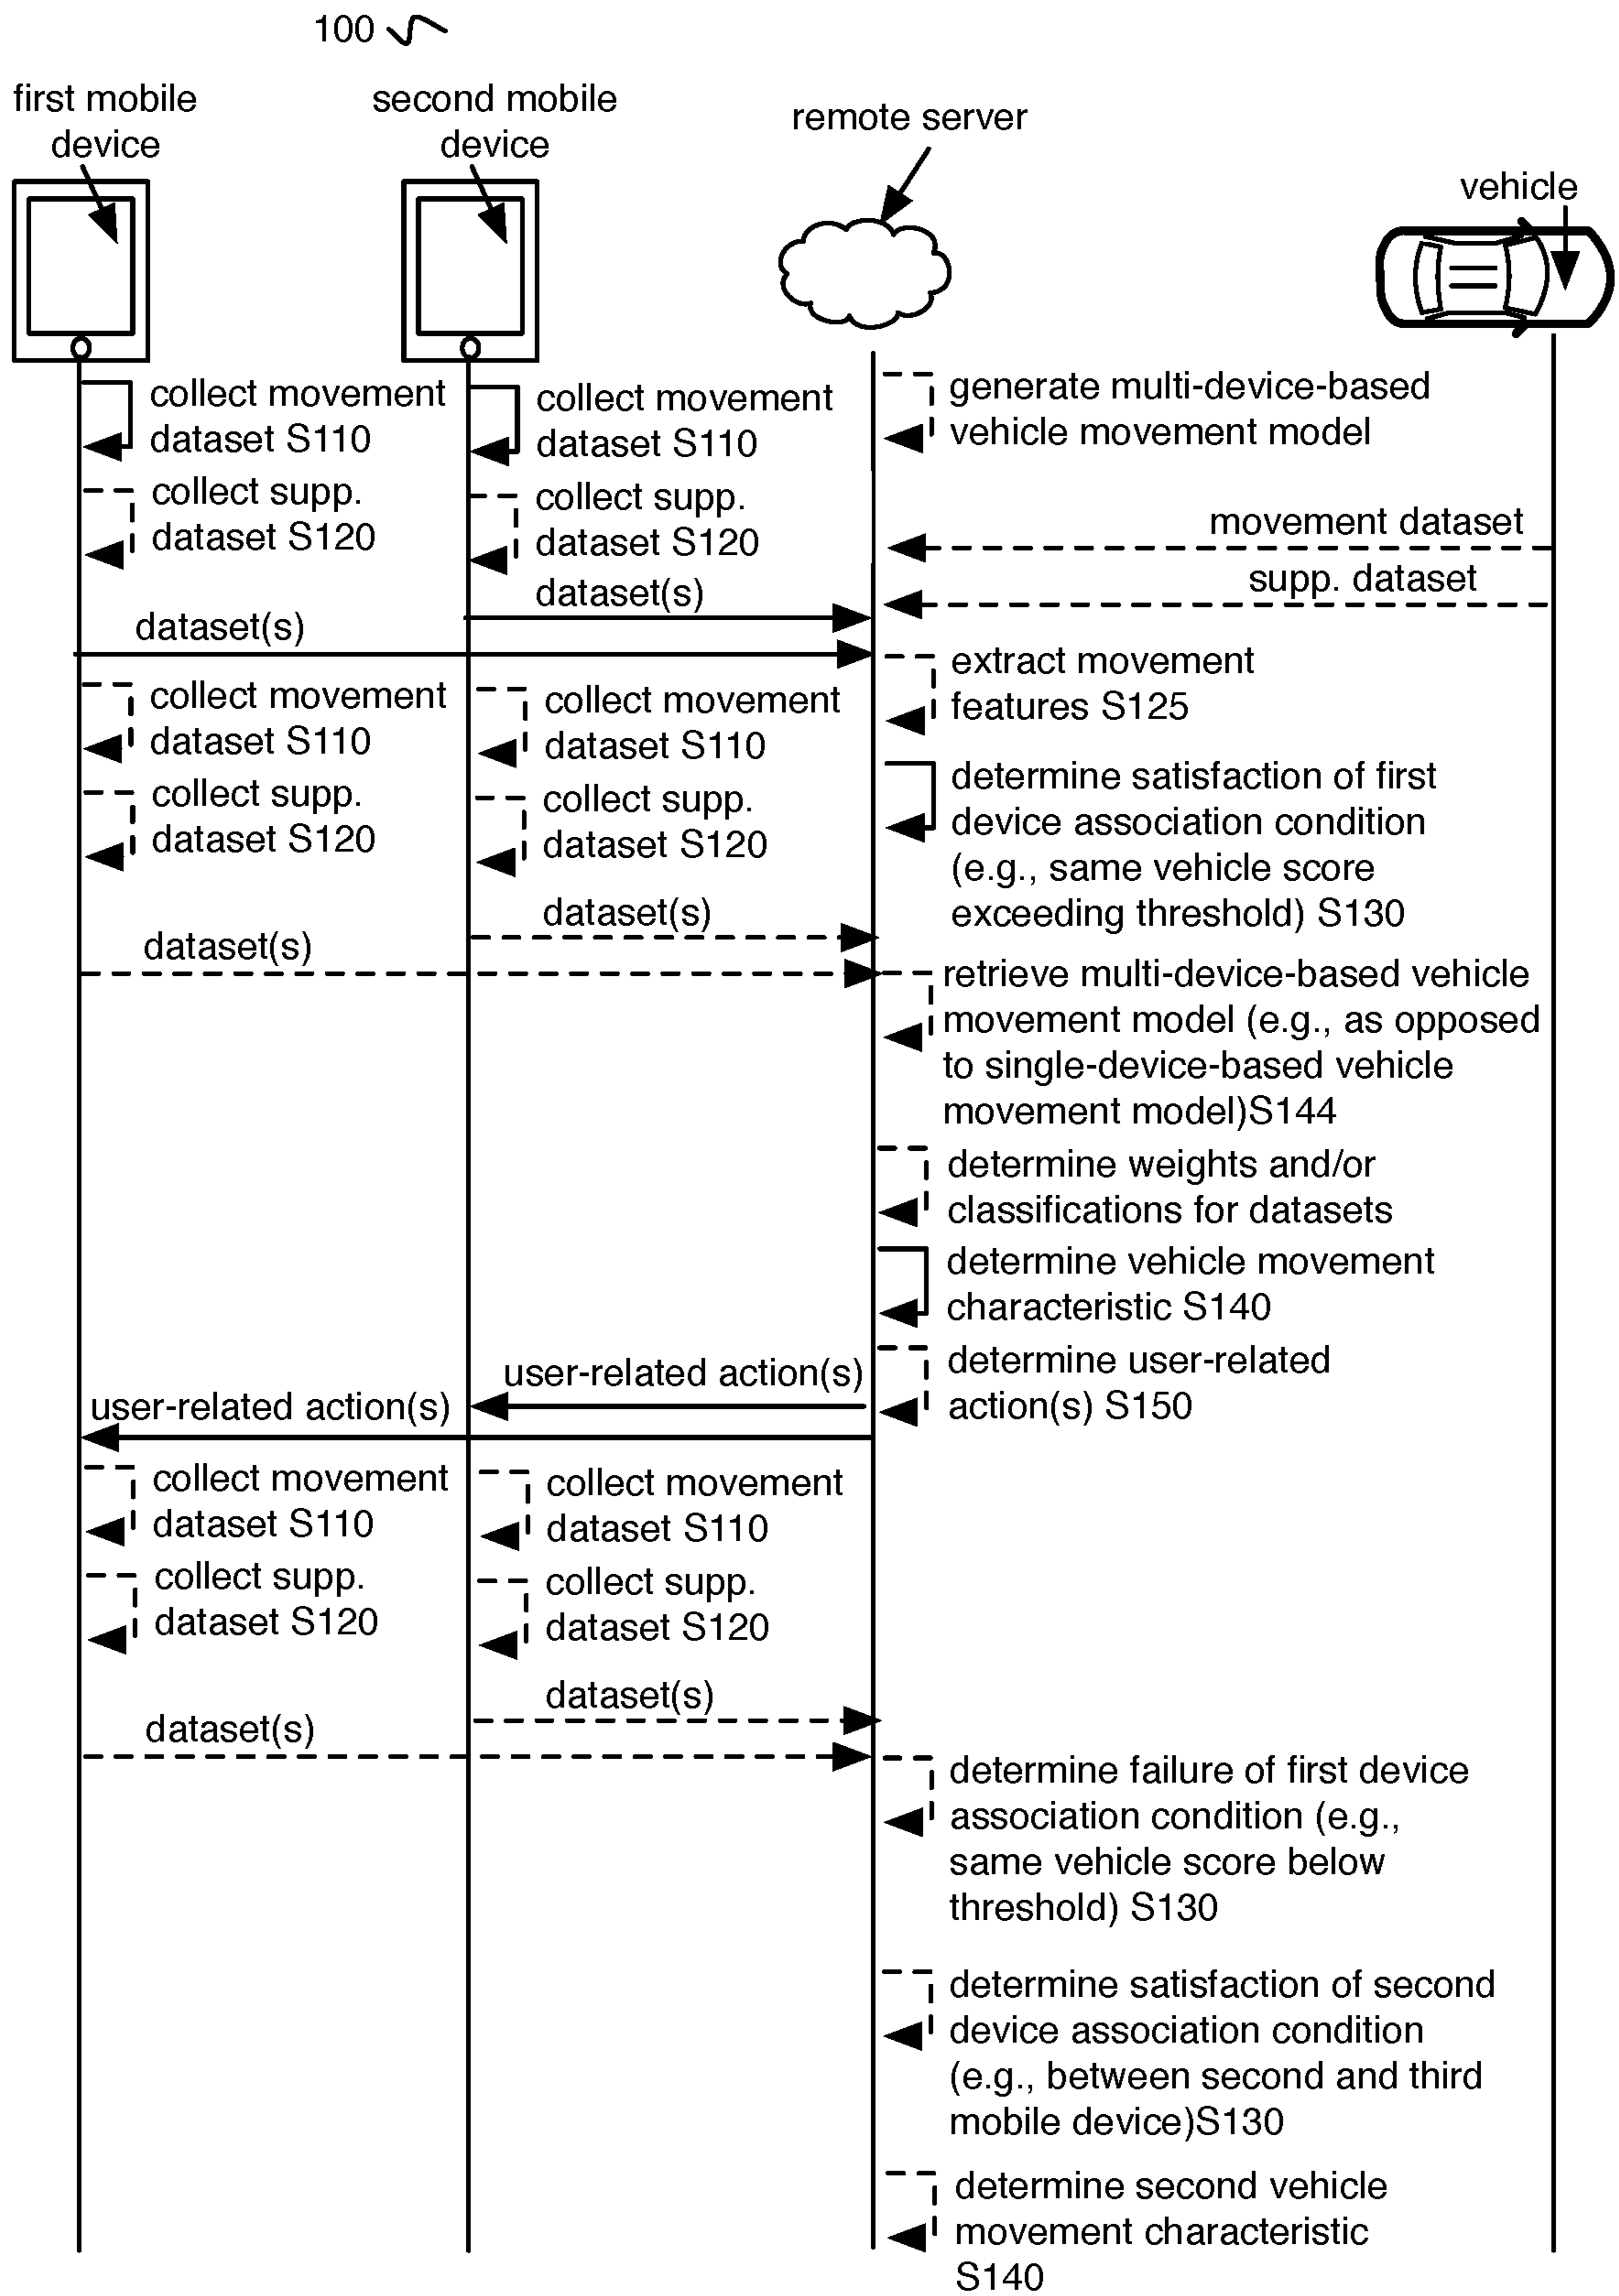 100
first mobile
device
second mobile
device
remote server
vehicle
collect movement
dataset S110
collect movement
dataset S110
generate multi-device-based
vehicle movement model
collect supp.
dataset S120
collect supp.
dataset S120
movement dataset
supp. dataset
dataset(s)
dataset(s)
extract movement
features S125
collect movement
dataset S110
collect movement
dataset S110
determine satisfaction of first
device association condition
(e.g., same vehicle score
exceeding threshold) S130
collect supp.
dataset S120
collect supp.
dataset S120
dataset(s)
dataset(s)
retrieve multi-device-based vehicle
movement model (e.g., as opposed
to single-device-based vehicle
movement model)S144
determine weights and/or
classifications for datasets
determine vehicle movement
characteristic S140
determine user-related
action(s) S150
user-related action(s)
user-related action(s)
collect movement
dataset S110
collect movement
dataset S110
collect supp.
dataset S120
collect supp.
dataset S120
dataset(s)
dataset(s)
determine failure of first device
association condition (e.g.,
same vehicle score below
threshold) S130
determine satisfaction of second
device association condition
(e.g., between second and third
mobile device)S130
determine second vehicle
movement characteristic
S140